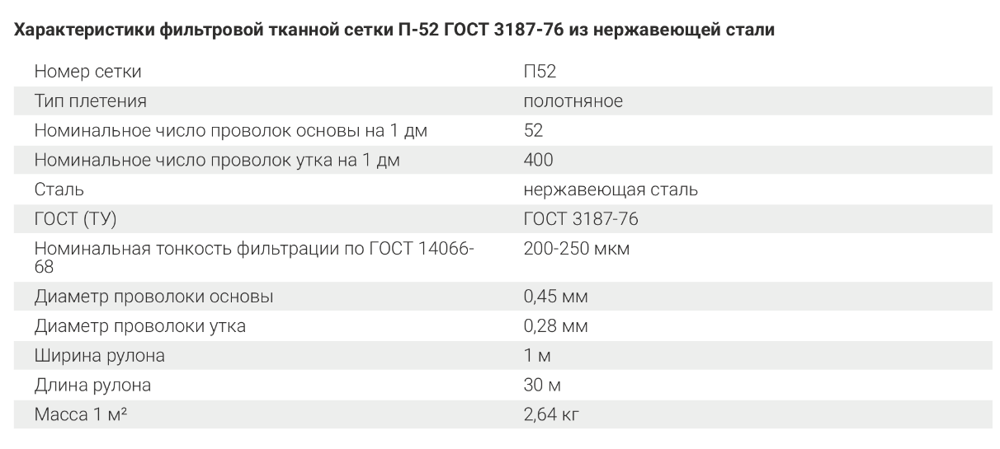 Характеристики фильтровой тканной сетки П-52 ГОСТ 3187-76 из нержавеющей стали
Номер сетки П52
Тип плетения полотняное
Номинальное число проволок основы на 1 дм 52
Номинальное число проволок утка на 1 дм 400
Сталь нержавеющая сталь
ГОСТ (ТУ) ГОСТ 3187-76
Номинальная тонкость фильтрации по ГОСТ 14066- 200-250 мкм
68
Диаметр проволоки основы 0,45 мм
Диаметр проволоки утка 0,28 мм
Ширина рулона 1 м
Длина рулона 30 м
Масса 1 м² 2,64 кг